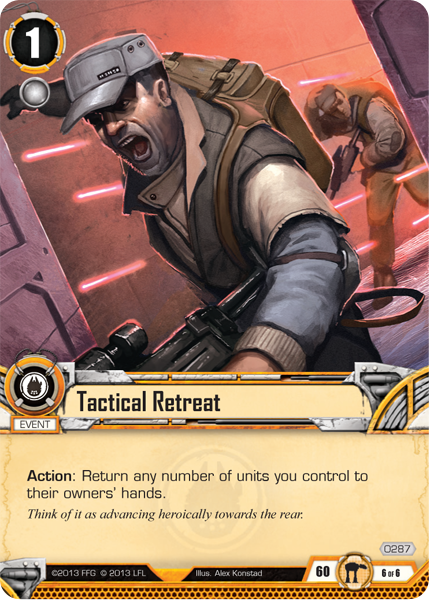 1
Tactical Retreat
EVENT
Action: Return any number of units you control to
their owners' hands.
Think of it as advancing heroically towards the rear.
0287
©2013 FFG © 2013 LFL Illus. Alex Konstad 60 6 of 6